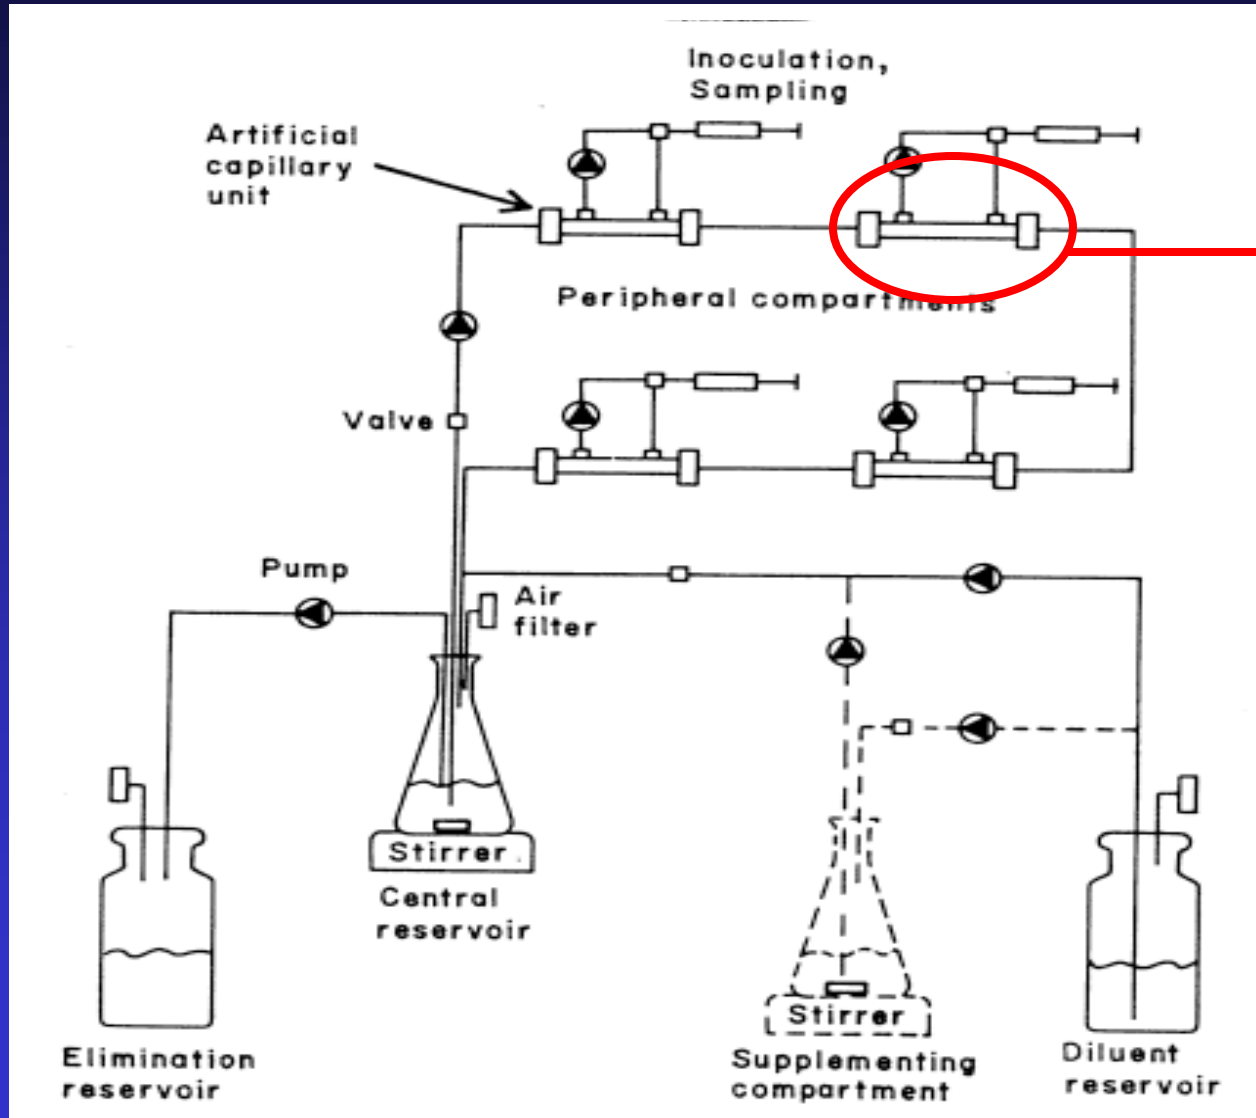 Inoculation,
Sampling
Artificial
capillary
unit
Peripheral compartments
Valve
Pump
Air
filter
Stirrer
Central
reservoir
Stirrer
Elimination
reservoir
Supplementing
compartment
Diluent
reservoir